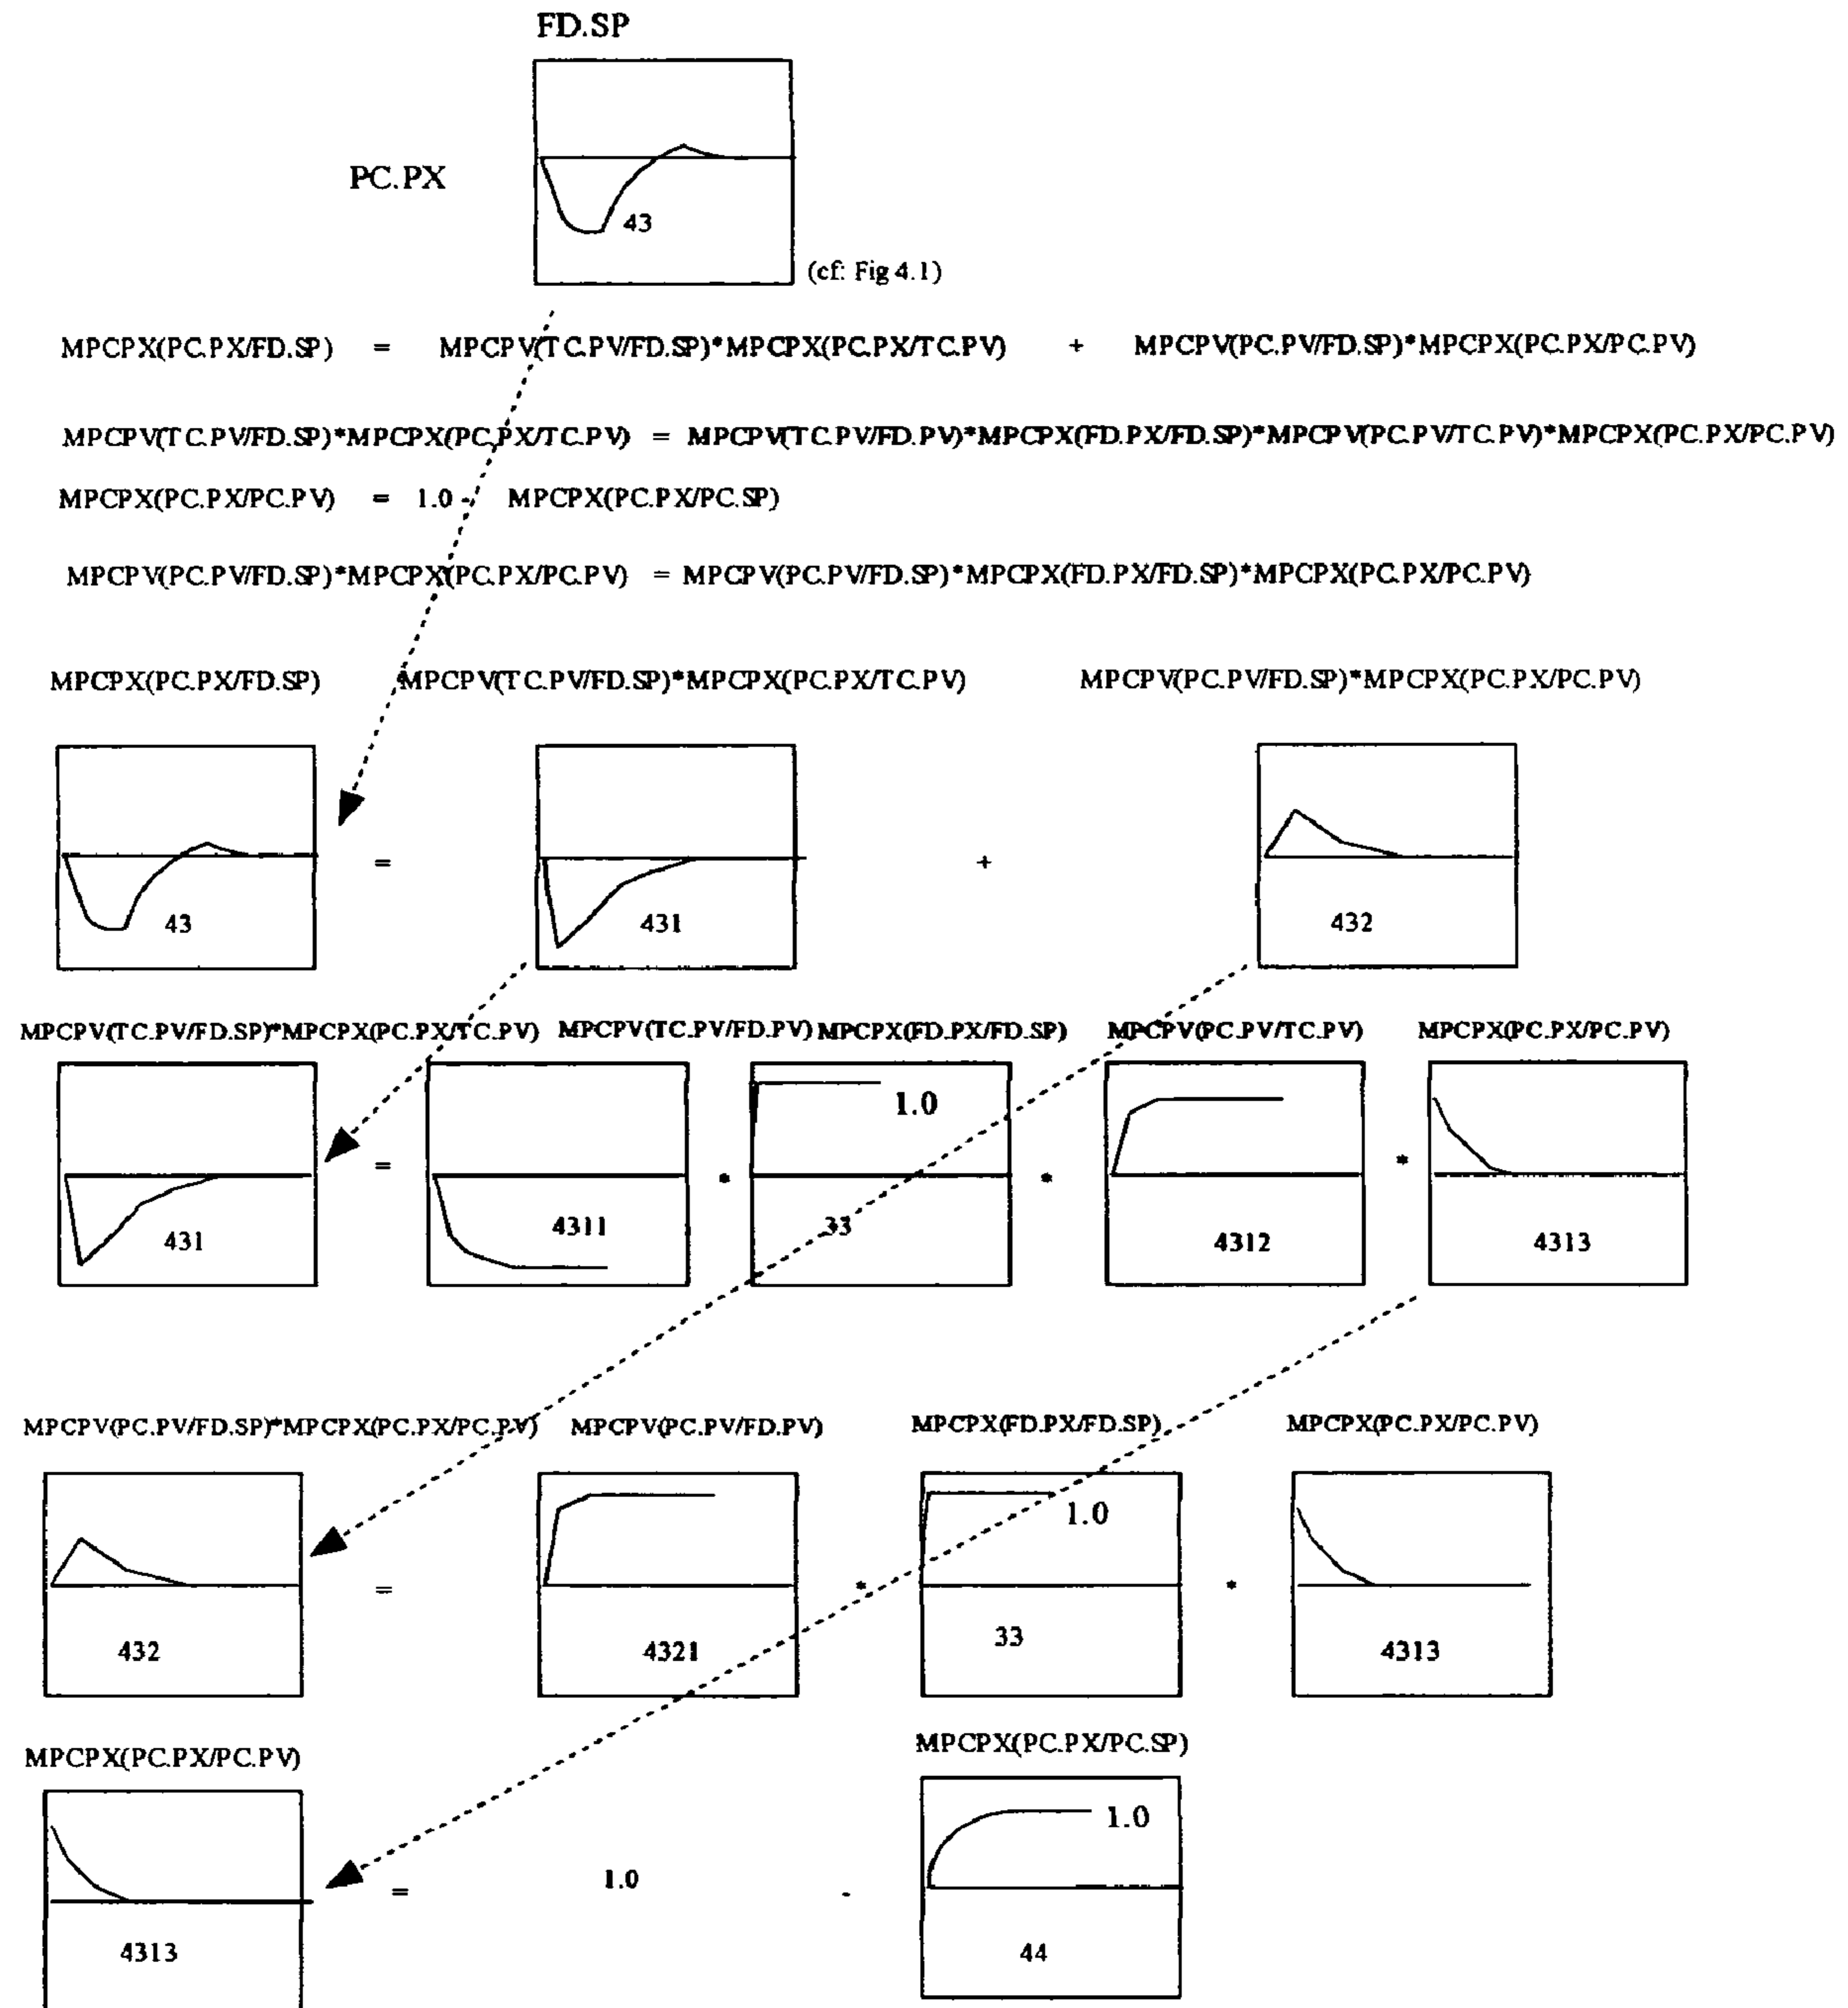 FD.SP
PC.PX
43
(cf: Fig 4.1)
MPCPX(PC.PX/FD.SP) = MPCPV(TC.PV/FD.SP)*MPCPX(PC.PX/TC.PV) + MPCPV(PC.PV/FD.SP)*MPCPX(PC.PX/PC.PV)
MPCPV(TC.PV/FD.SP)*MPCPX(PC.PX/TC.PV) = MPCPV(TC.PV/FD.PV)*MPCPX(FD.PX/FD.SP)*MPCPV(PC.PV/TC.PV)*MPCPX(PC.PX/PC.PV)
MPCPX(PC.PX/PC.PV) = 1.0 - MPCPX(PC.PX/PC.SP)
MPCPV(PC.PV/FD.SP)*MPCPX(PC.PX/PC.PV) = MPCPV(PC.PV/FD.SP)*MPCPX(FD.PX/FD.SP)*MPCPX(PC.PX/PC.PV)
MPCPX(PC.PX/FD.SP) MPCPV(TC.PV/FD.SP)*MPCPX(PC.PX/TC.PV) MPCPV(PC.PV/FD.SP)*MPCPX(PC.PX/PC.PV)
= +
43 431 432
MPCPV(TC.PV/FD.SP)*MPCPX(PC.PX/TC.PV) MPCPV(TC.PV/FD.PV) MPCPX(FD.PX/FD.SP) MPCPV(PC.PV/TC.PV) MPCPX(PC.PX/PC.PV)
1.0
= * * *
431 4311 33 4312 4313
MPCPV(PC.PV/FD.SP)*MPCPX(PC.PX/PC.PV) MPCPV(PC.PV/FD.PV) MPCPX(FD.PX/FD.SP) MPCPX(PC.PX/PC.PV)
1.0
= * *
432 4321 33 4313
MPCPX(PC.PX/PC.PV) MPCPX(PC.PX/PC.SP)
1.0
= 1.0 -
4313 44